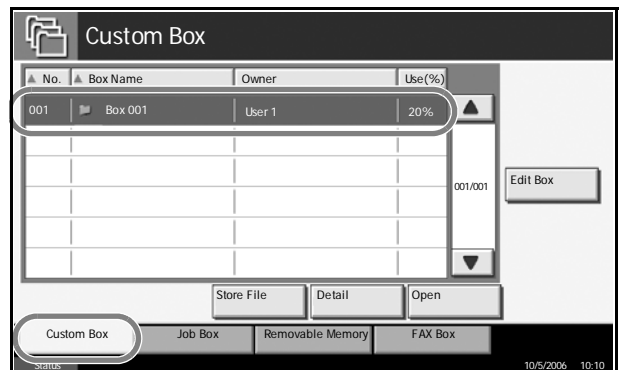 Custom Box
No. Box Name Owner Use(%)
001 Box 001 User 1 20%
001/001
Edit Box
Store File Detail Open
Custom Box Job Box Removable Memory FAX Box
Status 10/5/2006 10:10